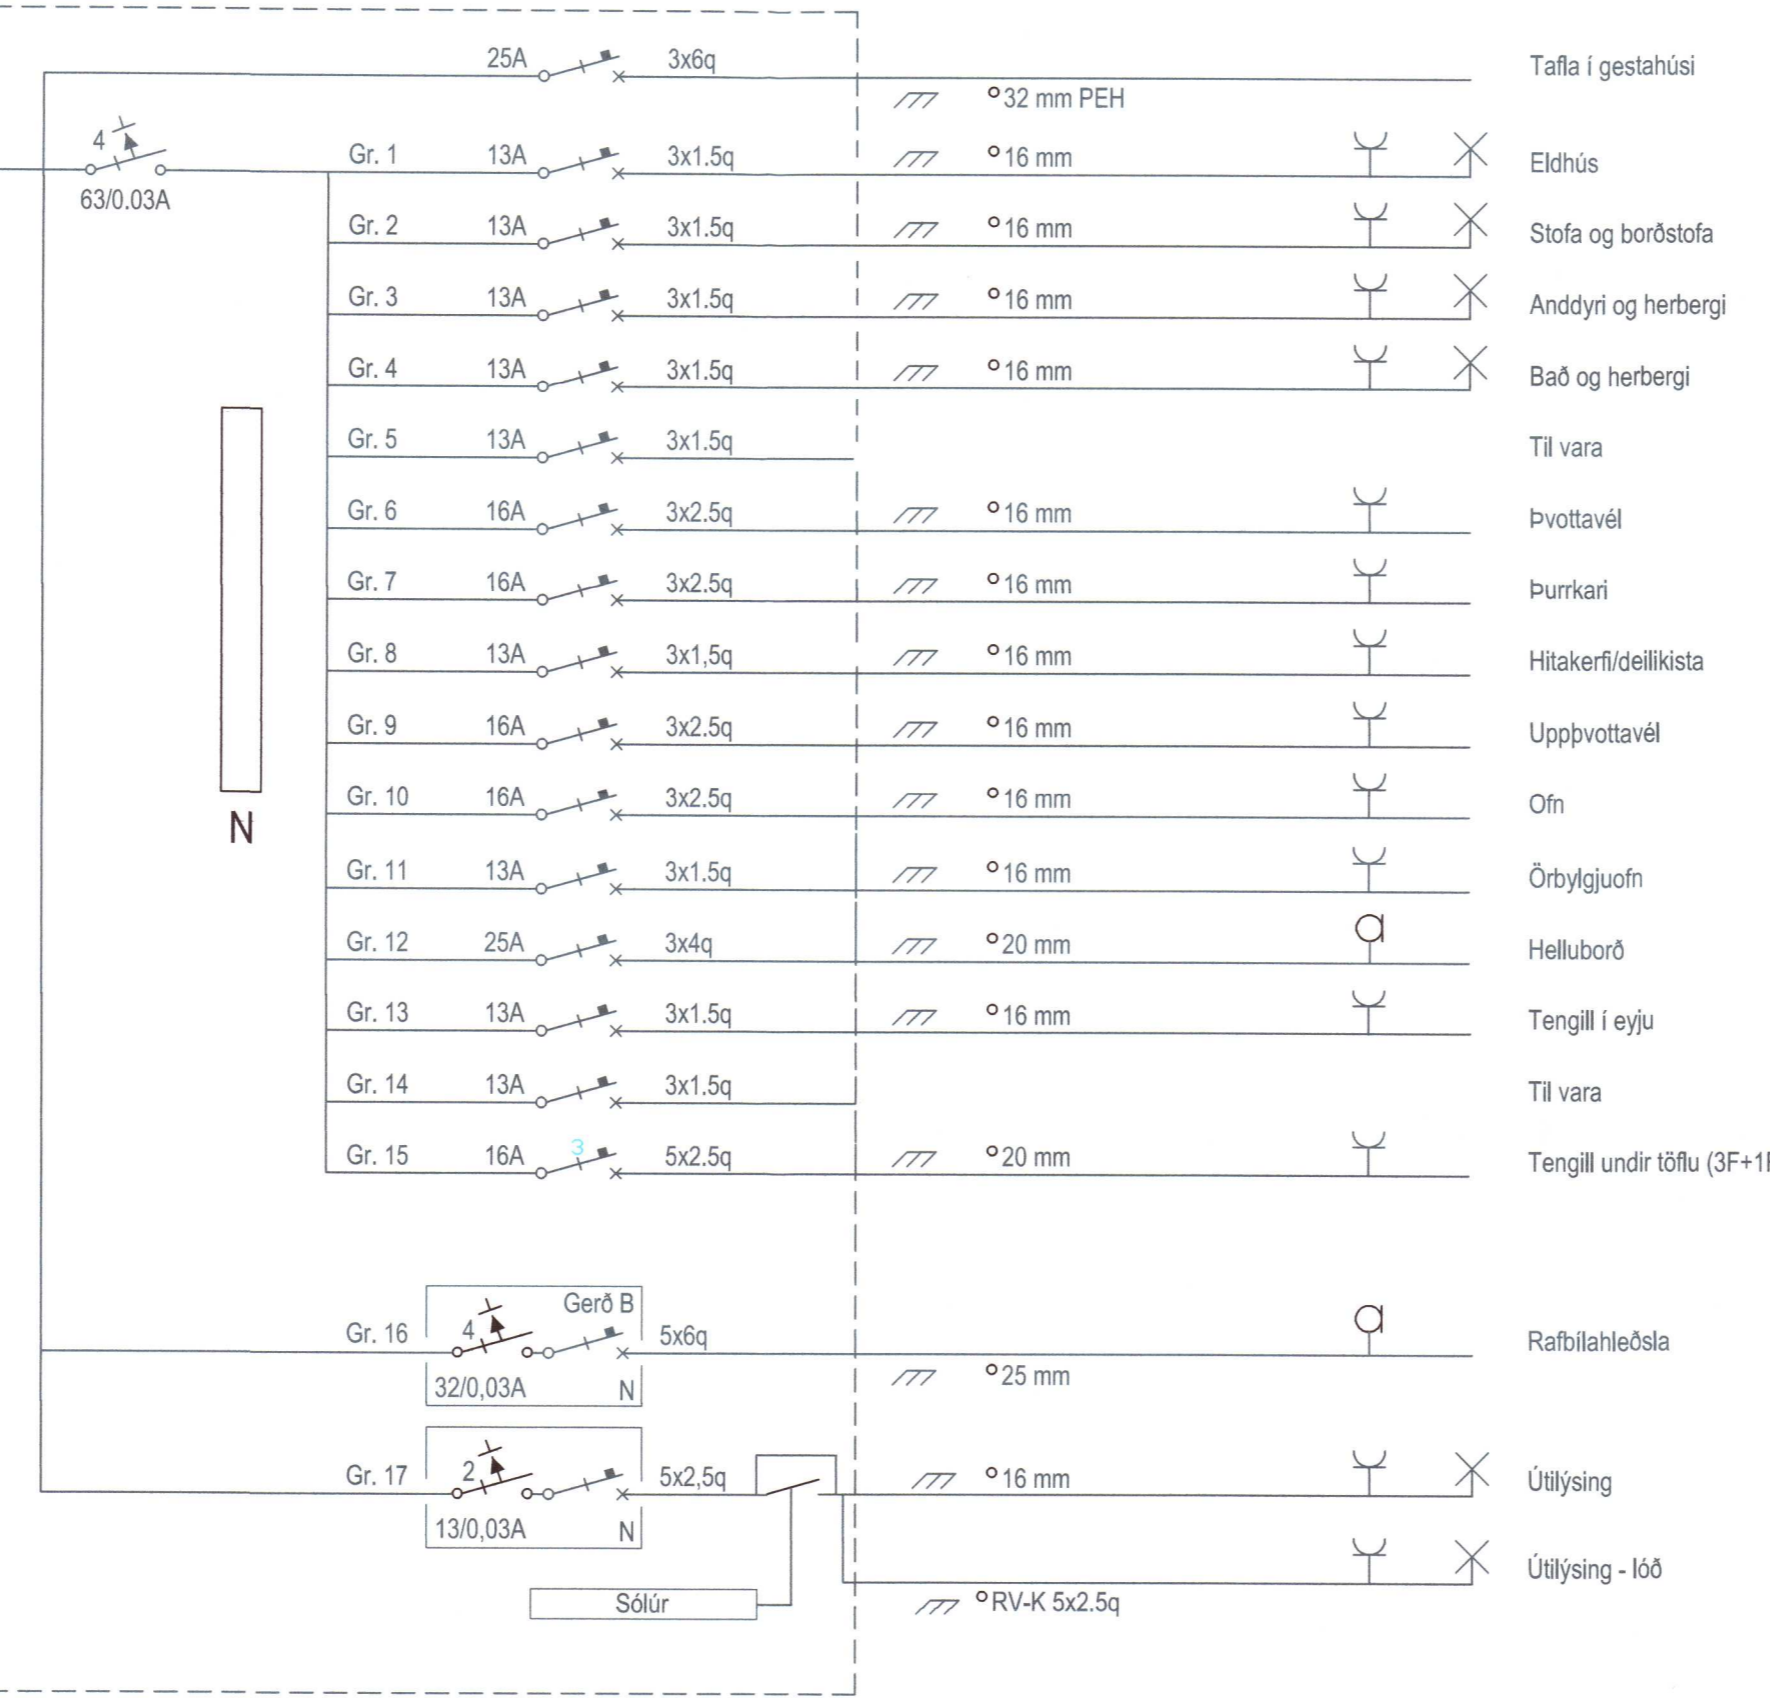 25A 3x6q Tafla í gestahúsi
32 mm PEH
4
63/0.03A
Gr. 1 13A 3x1.5q 16 mm Eldhús
Gr. 2 13A 3x1.5q 16 mm Stofa og borðstofa
Gr. 3 13A 3x1.5q 16 mm Anddyri og herbergi
Gr. 4 13A 3x1.5q 16 mm Bað og herbergi
Gr. 5 13A 3x1.5q Til vara
Gr. 6 16A 3x2.5q 16 mm Þvottavél
Gr. 7 16A 3x2.5q 16 mm Þurrkari
Gr. 8 13A 3x1,5q 16 mm Hitakerfi/deilikista
Gr. 9 16A 3x2.5q 16 mm Uppþvottavél
Gr. 10 16A 3x2.5q 16 mm Ofn
N
Gr. 11 13A 3x1.5q 16 mm Örbylgjuofn
Gr. 12 25A 3x4q 20 mm Helluborð
Gr. 13 13A 3x1.5q 16 mm Tengill í eyju
Gr. 14 13A 3x1.5q Til vara
Gr. 15 16A 3 5x2.5q 20 mm Tengill undir töflu (3F+1
Gerð B
Gr. 16 4 5x6q Rafbílahleðsla
32/0,03A N 25 mm
Gr. 17 2 5x2,5q 16 mm Útilýsing
13/0,03A N
Útilýsing - lóð
Sólúr RV-K 5x2.5q